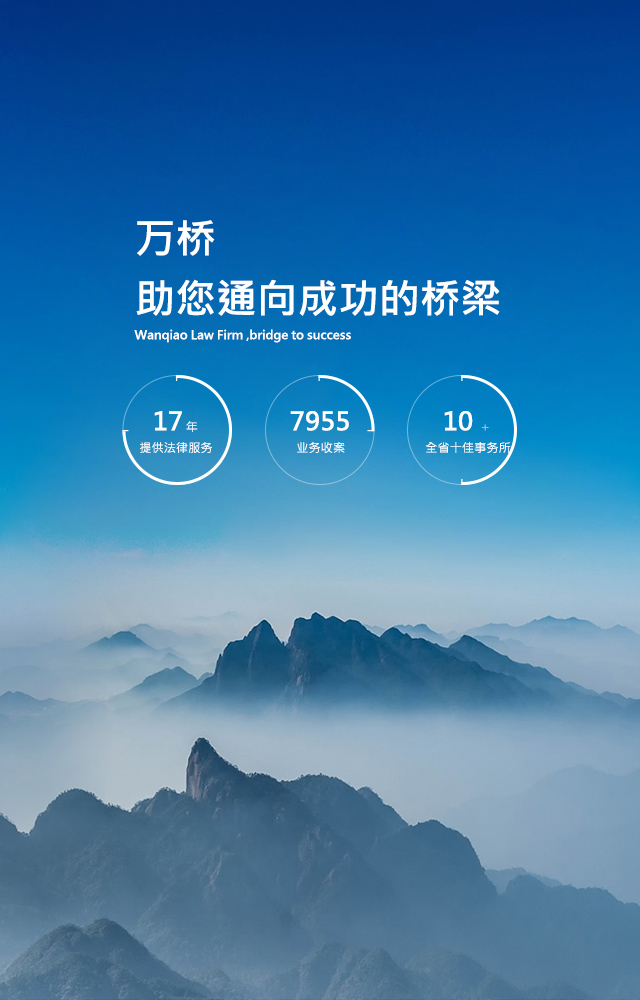 万桥
助您通向成功的桥梁
Wanqiao Law Firm ,bridge to success
17 年
提供法律服务
7955
业务收案
10 +
全省十佳事务所